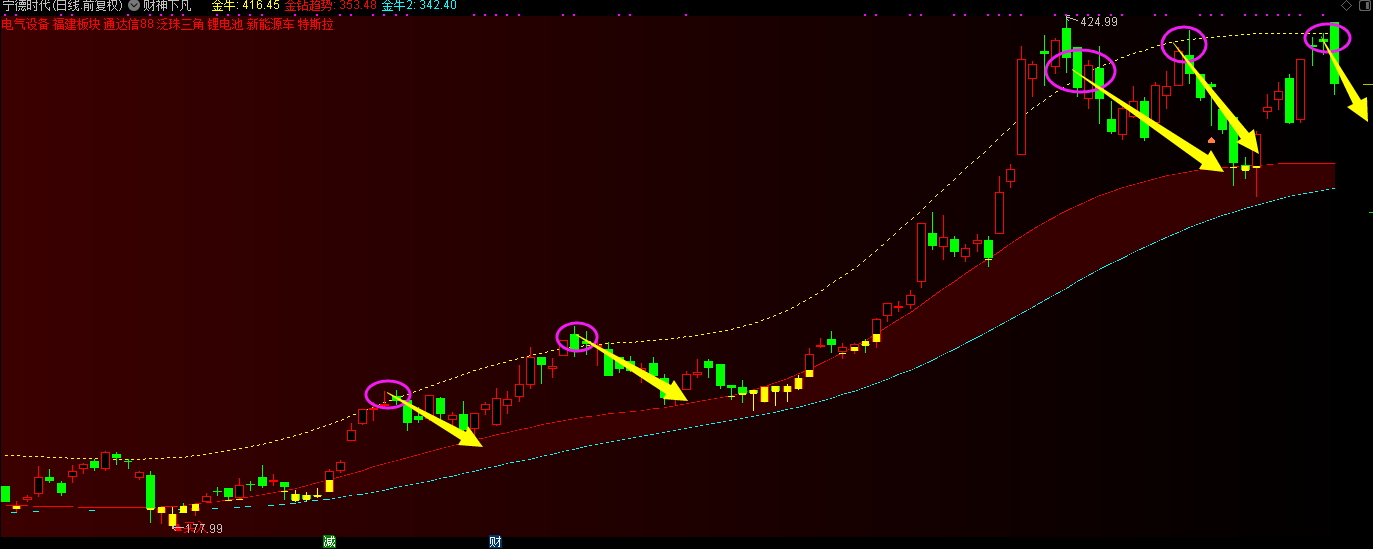 宁德时代(日线.前复权) 财神下凡 金牛: 416.45 金钻趋势: 353.48 金牛2: 342.40
电气设备 福建板块 通达信88 泛珠三角 锂电池 新能源车 特斯拉
424.99
177.99
减 财